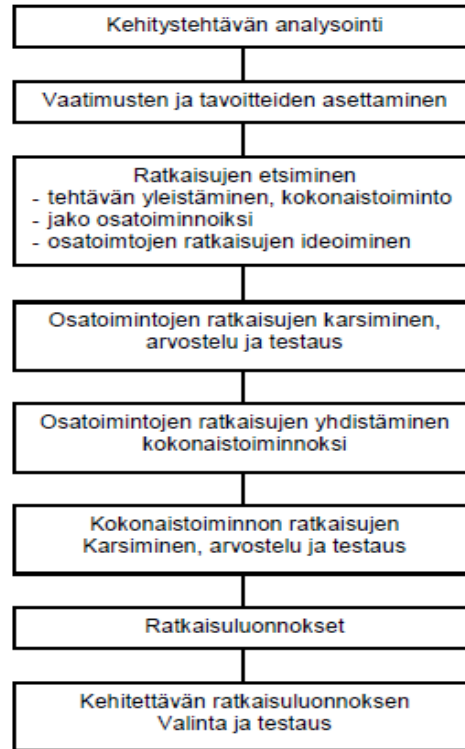 Kehitystehtävän analysointi
Vaatimusten ja tavoitteiden asettaminen
Ratkaisujen etsiminen
- tehtävän yleistäminen, kokonaistoiminto
- jako osatoiminnoiksi
- osatoimtojen ratkaisujen ideoiminen
Osatoimintojen ratkaisujen karsiminen,
arvostelu ja testaus
Osatoimintojen ratkaisujen yhdistäminen
kokonaistoiminnoksi
Kokonaistoiminnon ratkaisujen
Karsiminen, arvostelu ja testaus
Ratkaisuluonnokset
Kehitettävän ratkaisuluonnoksen
Valinta ja testaus